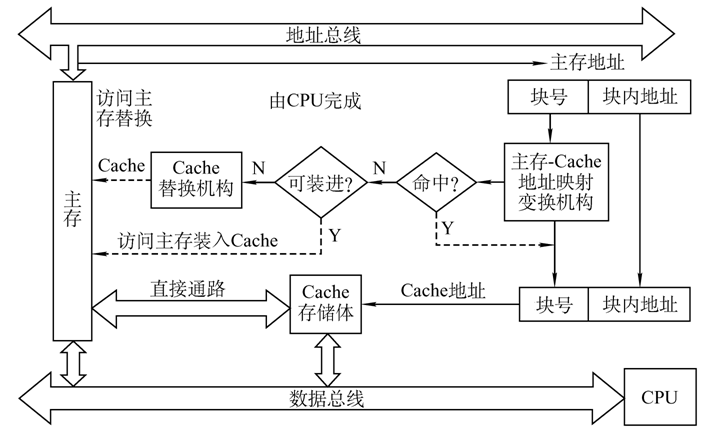 地址总线
主存地址
访问主
存替换
由CPU完成
块号 块内地址
Cache
Cache
替换机构
N
可装进?
N
命中?
主存-Cache
地址映射
变换机构
主存
Y
Y
访问主存装入Cache
直接通路
Cache
存储体
Cache地址
块号 块内地址
数据总线
CPU